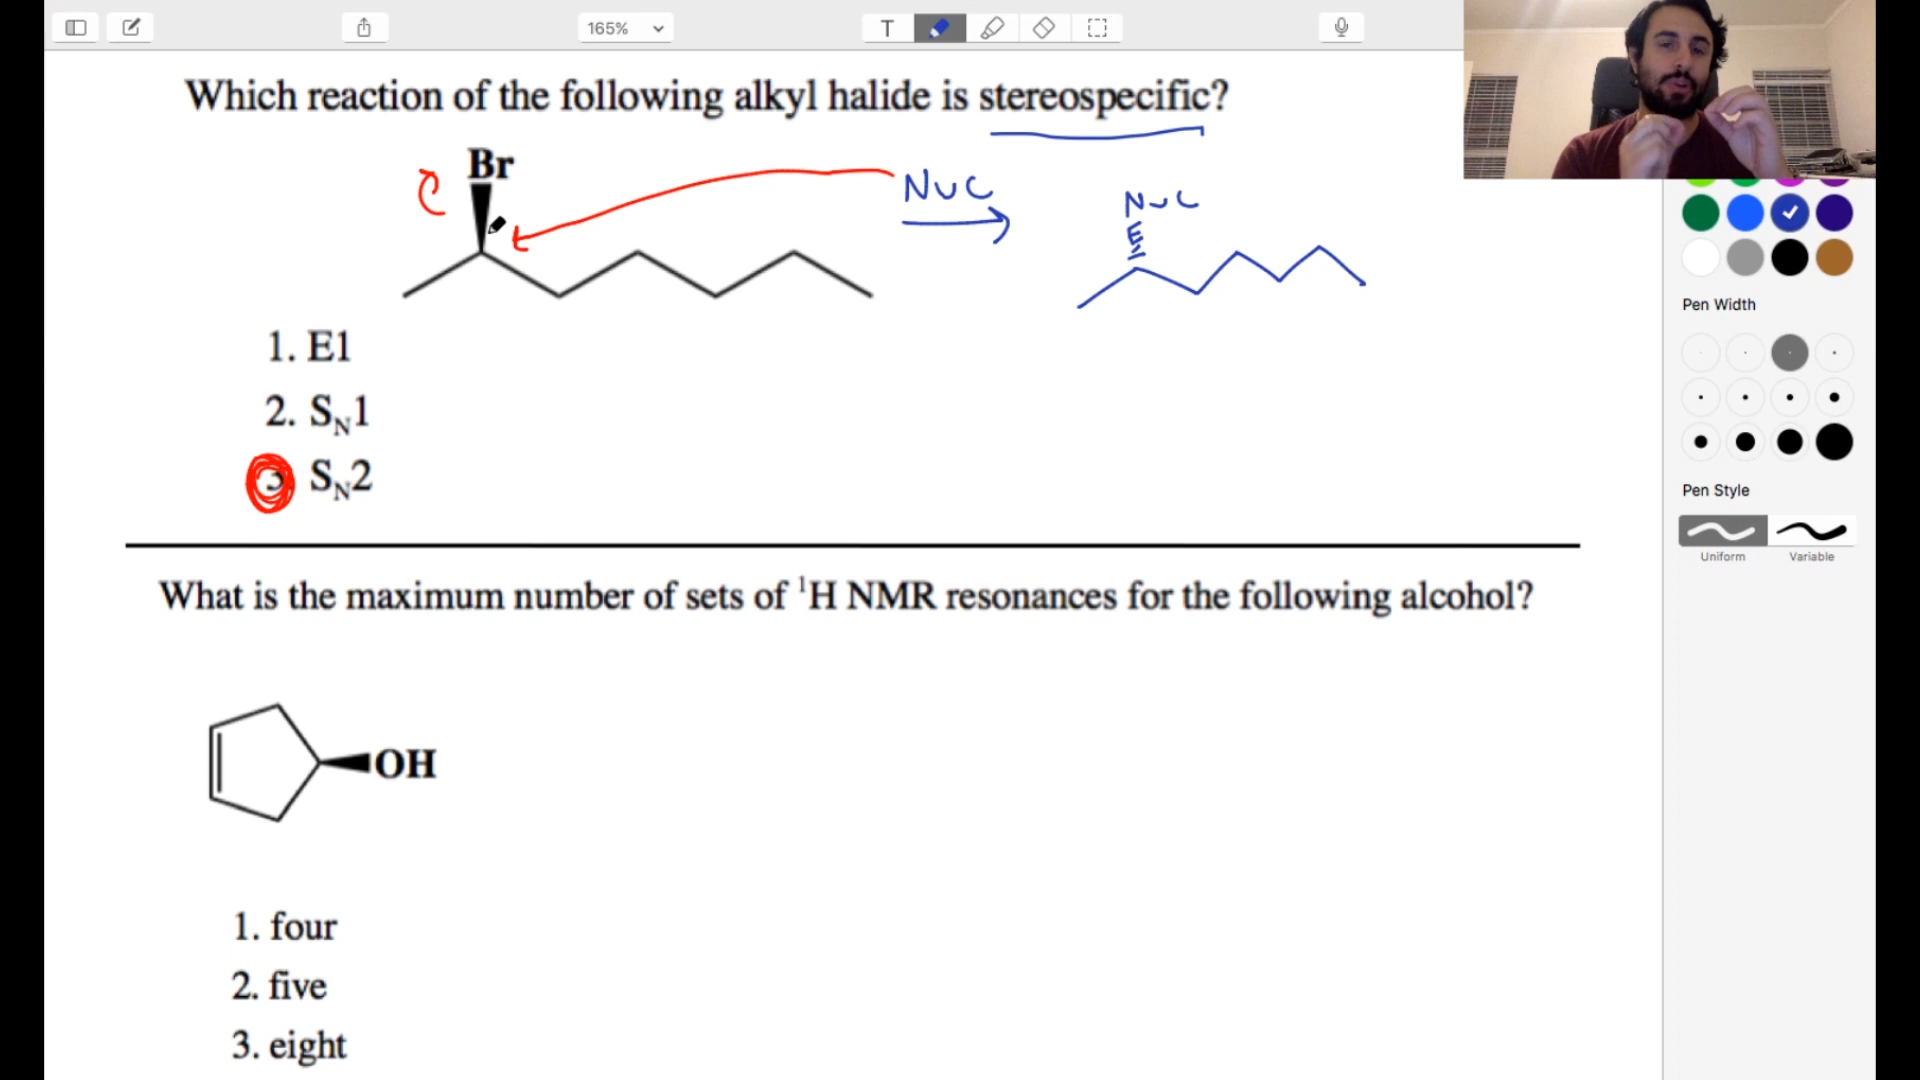 165%
T
Which reaction of the following alkyl halide is stereospecific?
Br
Nuc
Nuc
1. E1
2. SN1
3 SN2
What is the maximum number of sets of 1H NMR resonances for the following alcohol?
OH
1. four
2. five
3. eight
Pen Width
Pen Style
Uniform
Variable